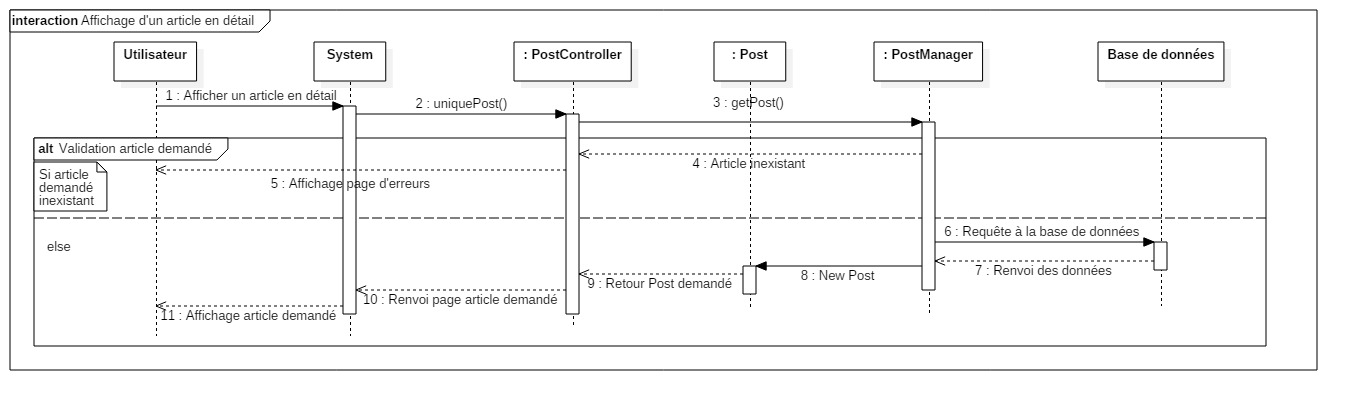 interaction Affichage d'un article en détail
Utilisateur
System
: PostController
: Post
: PostManager
Base de données
1 : Afficher un article en détail
2 : uniquePost()
3 : getPost()
alt Validation article demandé
4 : Article inexistant
Si article
demandé
inexistant
5 : Affichage page d'erreurs
else
6 : Requête à la base de données
7 : Renvoi des données
8 : New Post
9 : Retour Post demandé
10 : Renvoi page article demandé
11 : Affichage article demandé